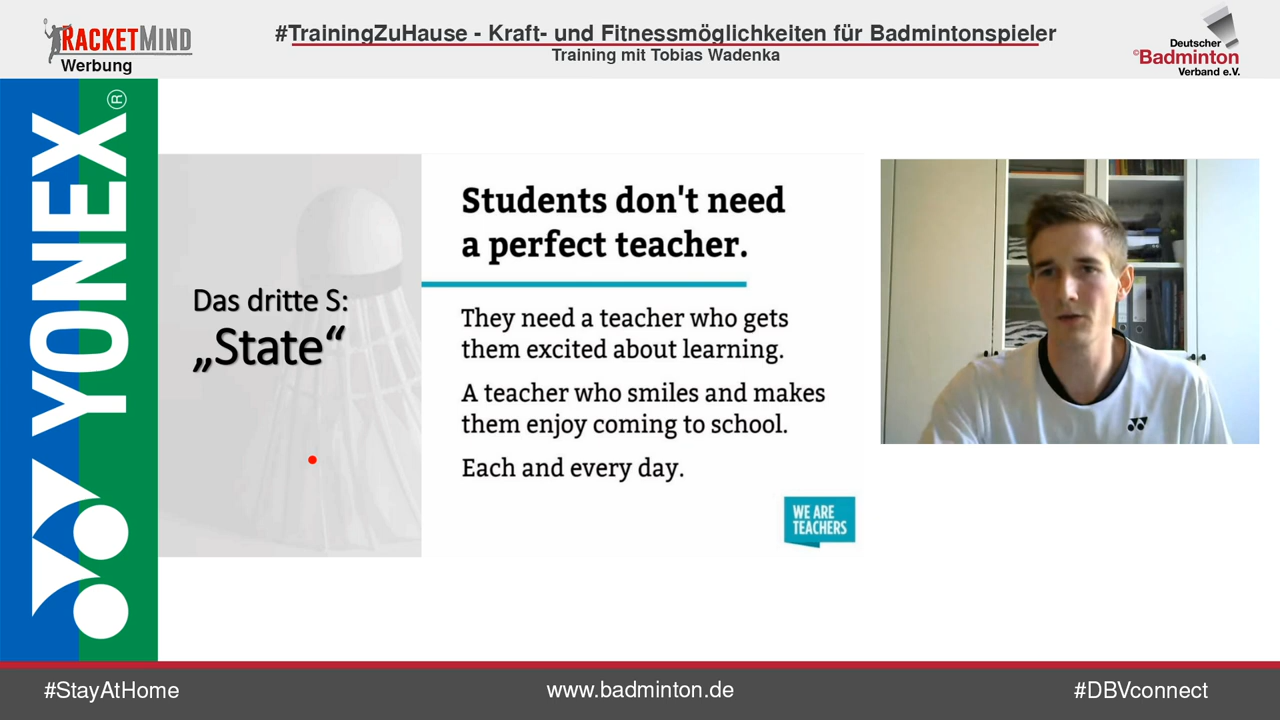 RACKETMIND
Werbung
#TrainingZuHause - Kraft- und Fitnessmöglichkeiten für Badmintonspieler
Training mit Tobias Wadenka
Deutscher
©Badminton
Verband e.V.
YONEX®
Das dritte S:
„State“
Students don't need
a perfect teacher.
They need a teacher who gets
them excited about learning.
A teacher who smiles and makes
them enjoy coming to school.
Each and every day.
WE ARE
TEACHERS
#StayAtHome
www.badminton.de
#DBVconnect